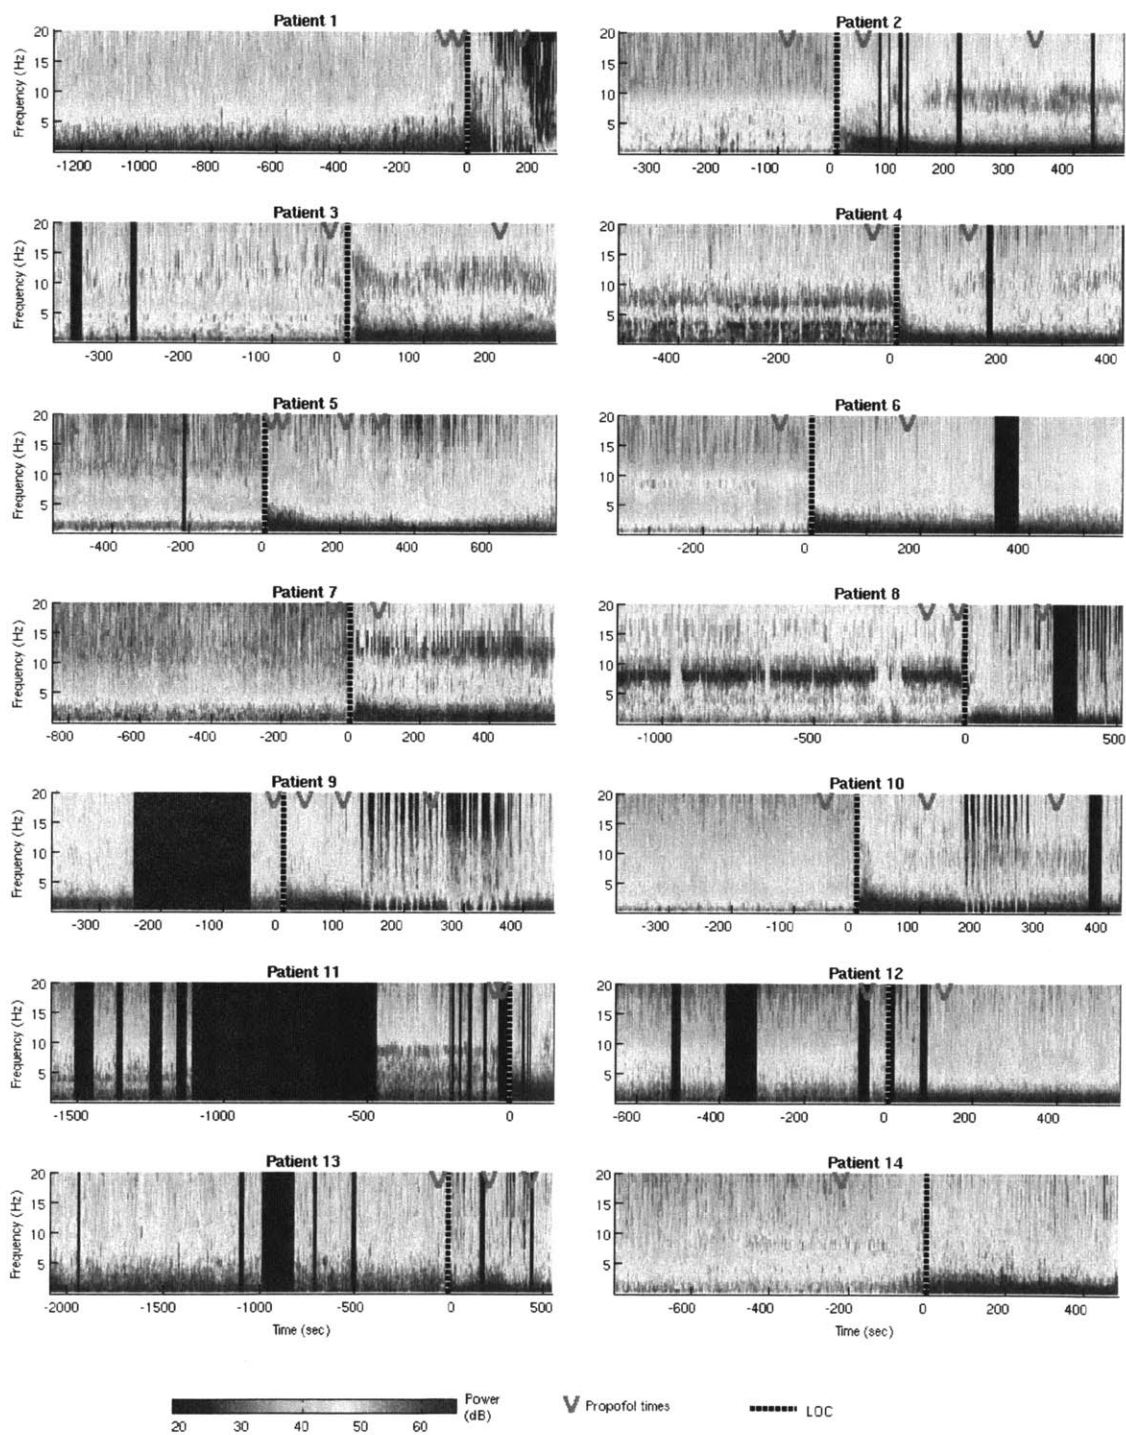 Patient 1 Patient 2
Frequency (Hz) 20 15 10 5 20 15 10 5
-1200 -1000 -800 -600 -400 -200 0 200 -300 -200 -100 0 100 200 300 400
Patient 3 Patient 4
Frequency (Hz) 20 15 10 5 20 15 10 5
-300 -200 -100 0 100 200 -400 -200 0 200 400
Patient 5 Patient 6
Frequency (Hz) 20 15 10 5 20 15 10 5
-400 -200 0 200 400 600 -200 0 200 400
Patient 7 Patient 8
Frequency (Hz) 20 15 10 5 20 15 10 5
-800 -600 -400 -200 0 200 400 -1000 -500 0 500
Patient 9 Patient 10
Frequency (Hz) 20 15 10 5 20 15 10 5
-300 -200 -100 0 100 200 300 400 -300 -200 -100 0 100 200 300 400
Patient 11 Patient 12
Frequency (Hz) 20 15 10 5 20 15 10 5
-1500 -1000 -500 0 -600 -400 -200 0 200 400
Patient 13 Patient 14
Frequency (Hz) 20 15 10 5 20 15 10 5
-2000 -1500 -1000 -500 0 500 -600 -400 -200 0 200 400
Time (sec) Time (sec)
Power (dB) Propofol times LOC
20 30 40 50 60